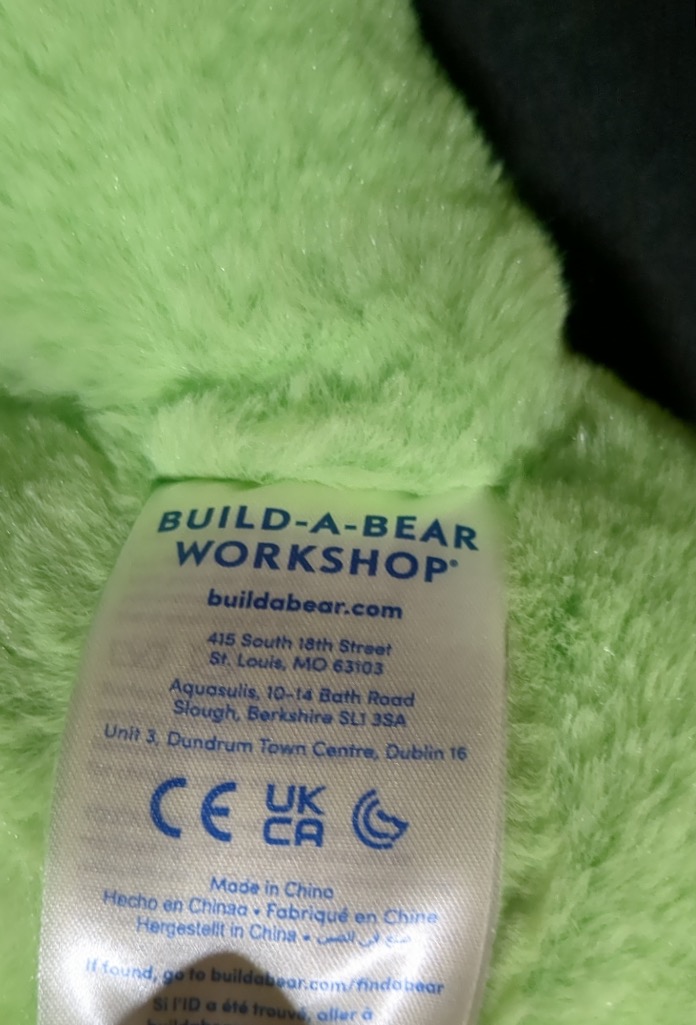 BUILD-A-BEAR
WORKSHOP®
buildabear.com
415 South 18th Street
St. Louis, MO 63103
Aquasulis, 10-14 Bath Road
Slough, Berkshire SL1 3SA
Unit 3, Dundrum Town Centre, Dublin 16
CE UK
CA
Made in China
Hecho en Chinaa • Fabriqué en Chine
Hergestellt in China • صنع في الصين
If found, go to buildabear.com/findabear
Si l'ID a été trouvé, aller à